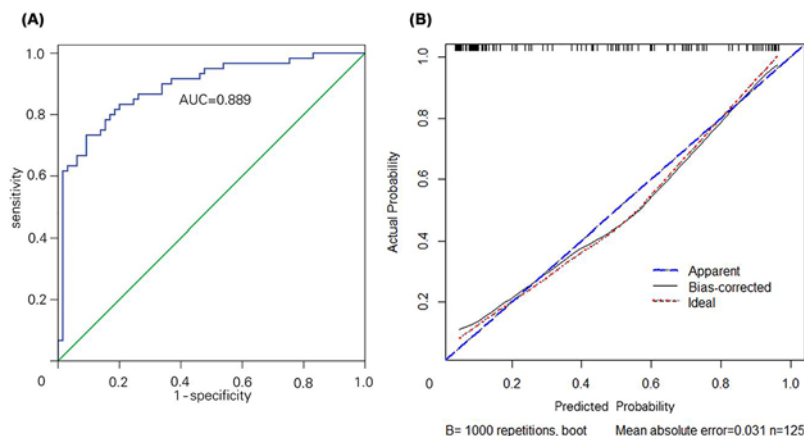 (A)
1.0
0.8
0.6
0.4
0.2
0
0.2
0.4
0.6
0.8
1.0
sensitivity
1-specificity
AUC=0.889
(B)
1.0
0.8
0.6
0.4
0.2
0
0.2
0.4
0.6
0.8
1.0
Actual Probability
Apparent
Bias-corrected
Ideal
Predicted Probability
B= 1000 repetitions, boot
Mean absolute error=0.031 n=125